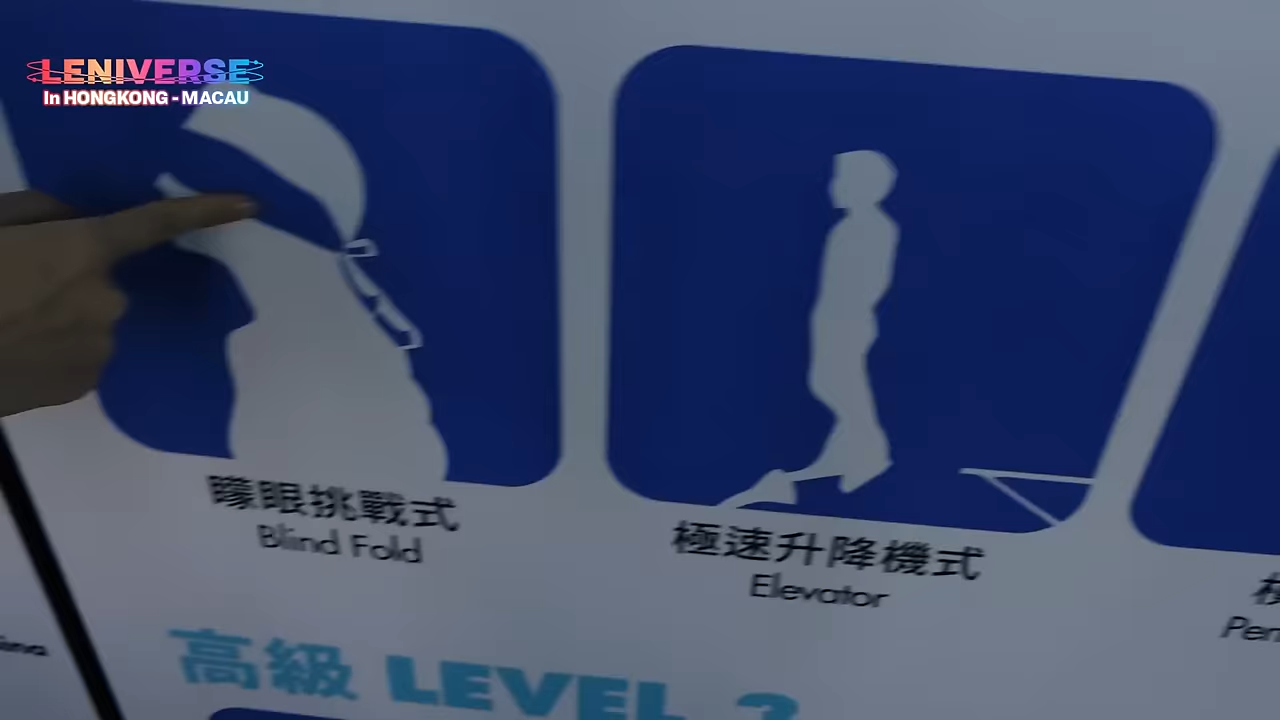 LENIVERSE
In HONGKONG - MACAU
矇眼挑戰式
Blind Fold
極速升降機式
Elevator
高級 LEVEL